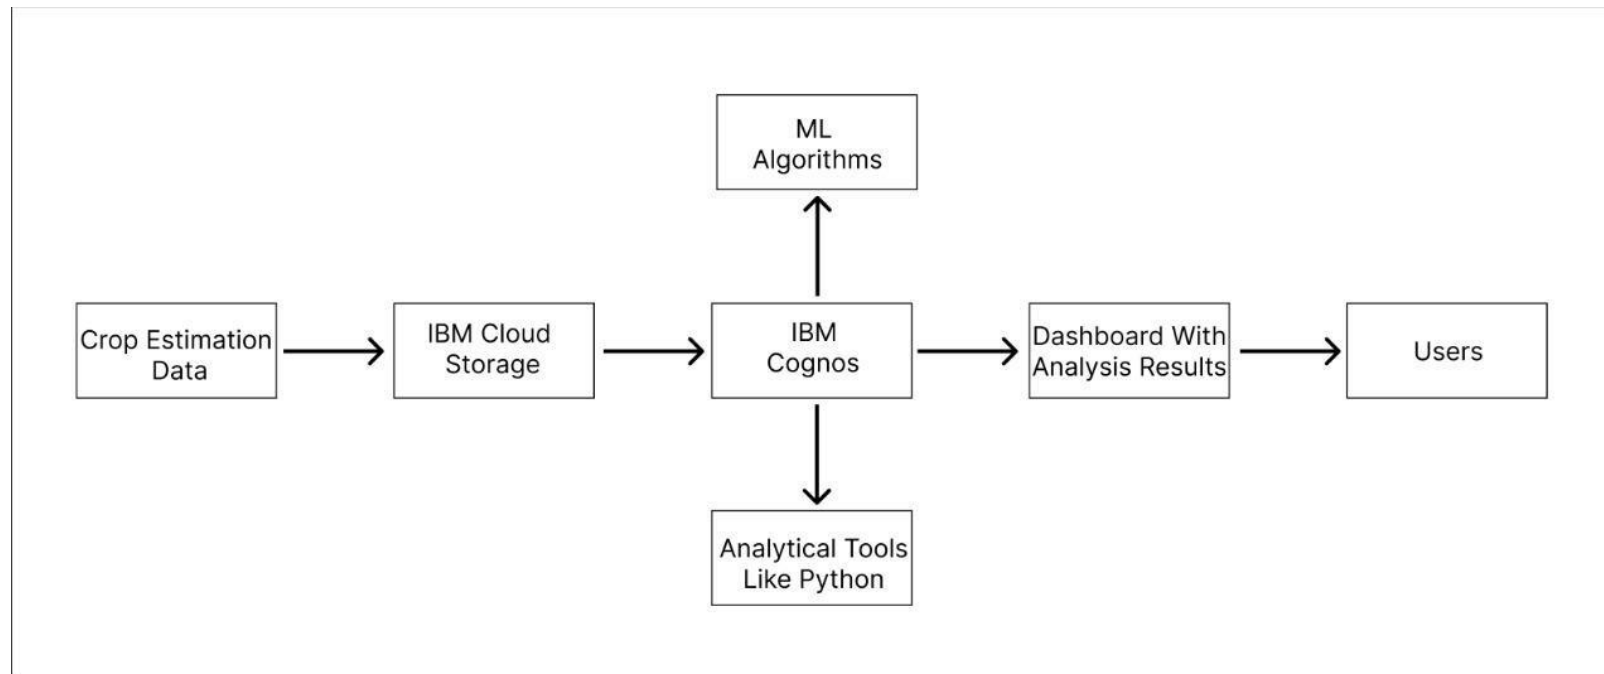 ML
Algorithms
Crop Estimation
Data
IBM Cloud
Storage
IBM
Cognos
Dashboard With
Analysis Results
Users
Analytical Tools
Like Python